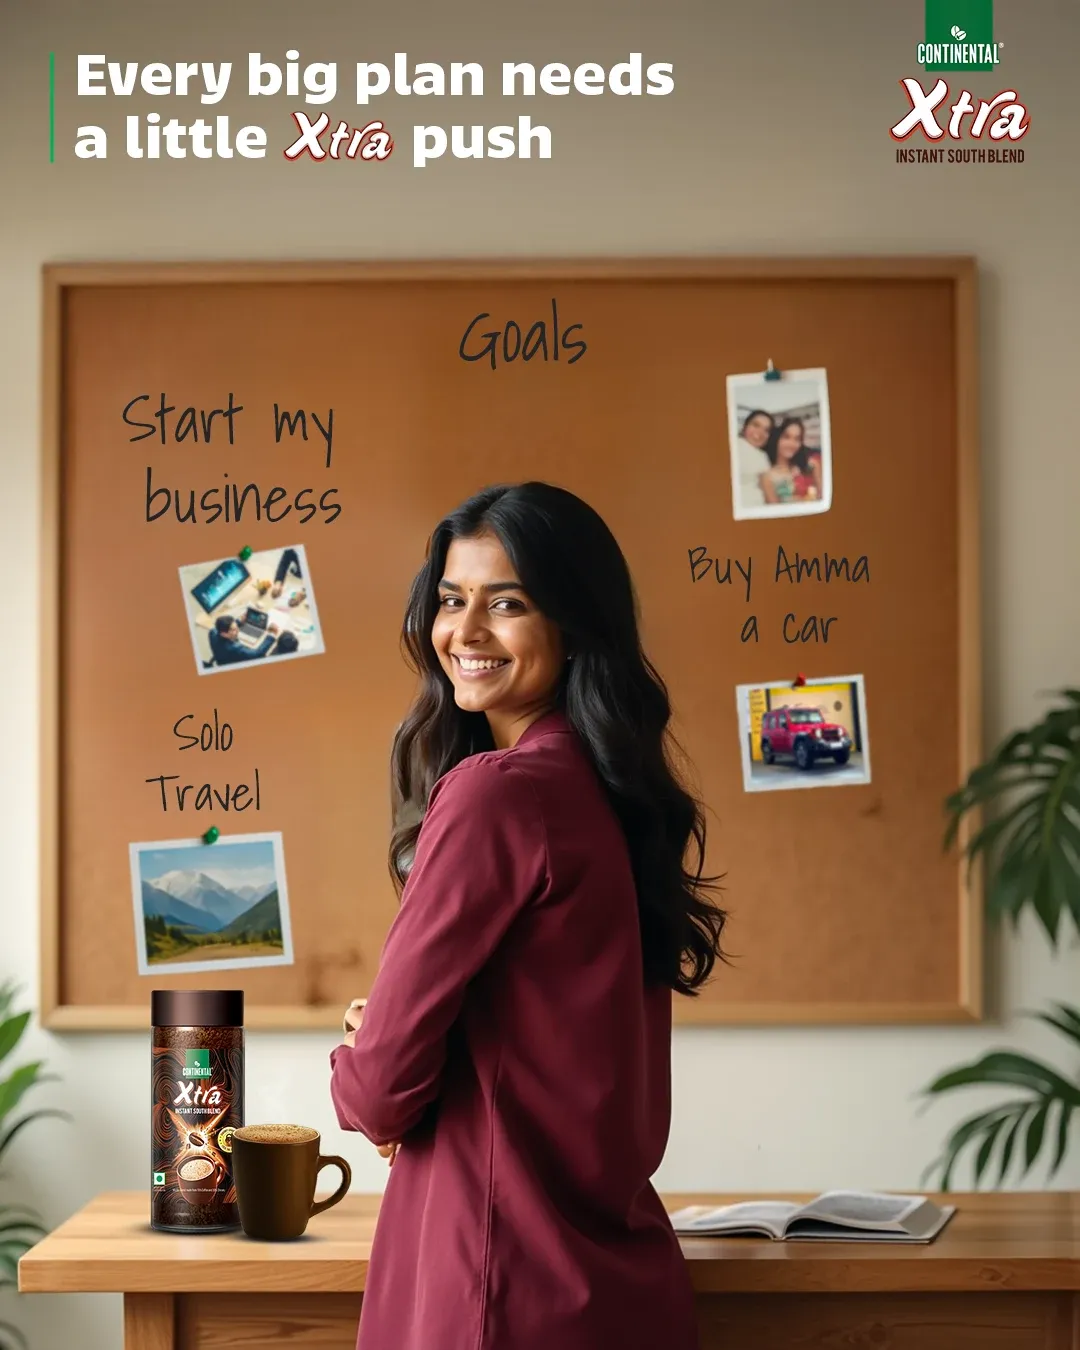 Every big plan needs
a little Xtra push
CONTINENTAL®
Xtra
INSTANT SOUTH BLEND
Goals
Start my
business
Buy Amma
a car
Solo
Travel
CONTINENTAL
Xtra
INSTANT SOUTH BLEND